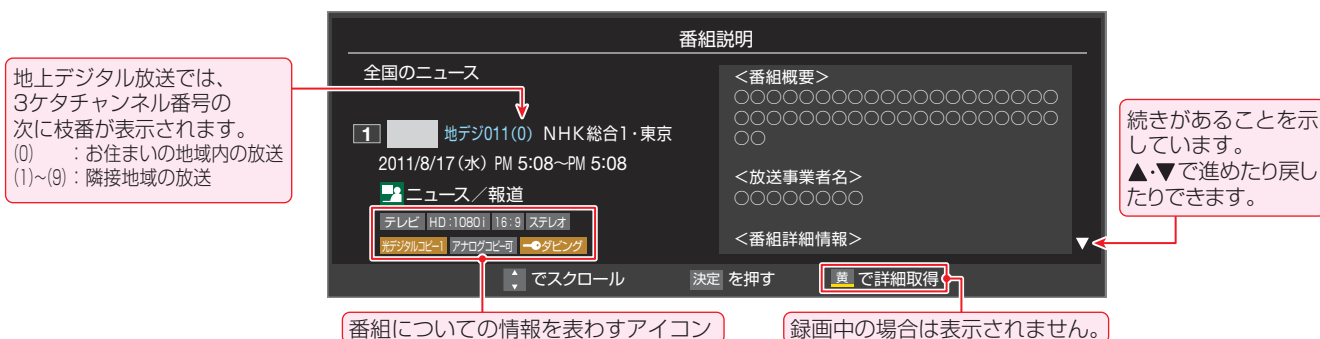 番組説明
地上デジタル放送では、
3ケタチャンネル番号の
次に枝番が表示されます。
(0)　　：お住まいの地域内の放送
(1)~(9)：隣接地域の放送
全国のニュース
1 地デジ011(0) NHK総合1・東京
2011/8/17(水) PM 5:08～PM 5:08
ニュース／報道
テレビ HD:1080i 16:9 ステレオ
光デジタルコピー1 アナログコピー可 ダビング
<番組概要>
○○○○○○○○○○○○○○○○○○○○
○○○○○○○○○○○○○○○○○○○○
○○
<放送事業者名>
○○○○○○○○
<番組詳細情報>
▼
続きがあることを示
しています。
▲・▼で進めたり戻し
たりできます。
でスクロール 決定 を押す 黄 で詳細取得
番組についての情報を表わすアイコン
録画中の場合は表示されません。